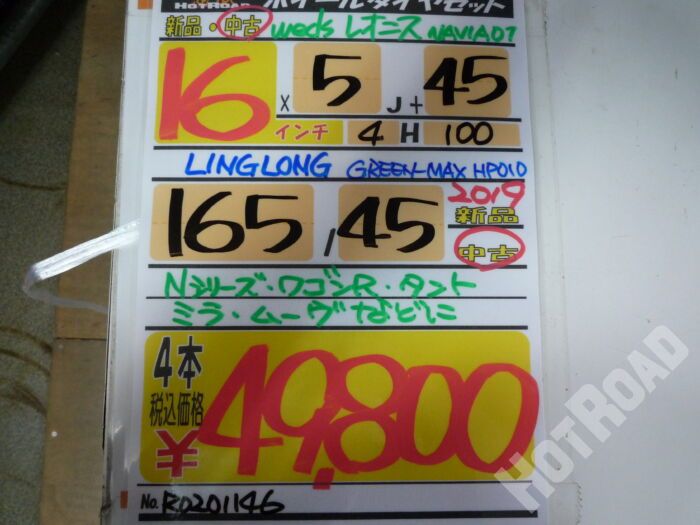 HOTROAD ホイール・タイヤセット
新品・中古 weds レオニス NAVIA07
16 × 5 J+ 45
インチ 4 H 100
LINGLONG GREEN-MAX HP010
165 / 45 2019
新品
中古
Nシリーズ・ワゴンR・タント
ミラ・ムーヴなどに
4本
税込価格
¥49,800
No. R0201146
HOTROAD